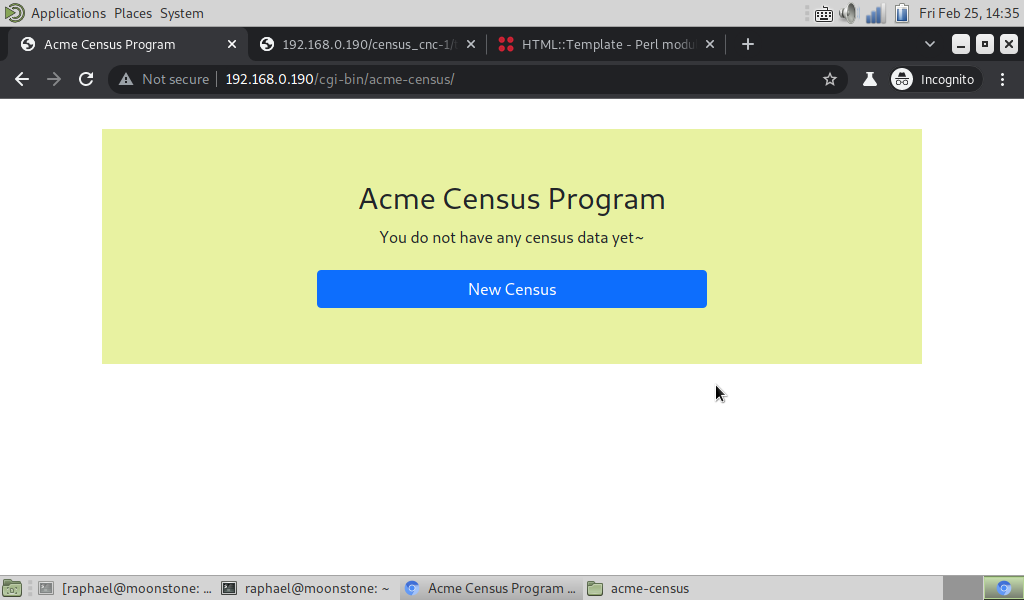 Applications Places System Fri Feb 25, 14:35
Acme Census Program 192.168.0.190/census_cnc-1/ HTML::Template - Perl modu
Not secure 192.168.0.190/cgi-bin/acme-census/ Incognito
Acme Census Program
You do not have any census data yet~
New Census
[raphael@moonstone: ... raphael@moonstone: ~ Acme Census Program ... acme-census